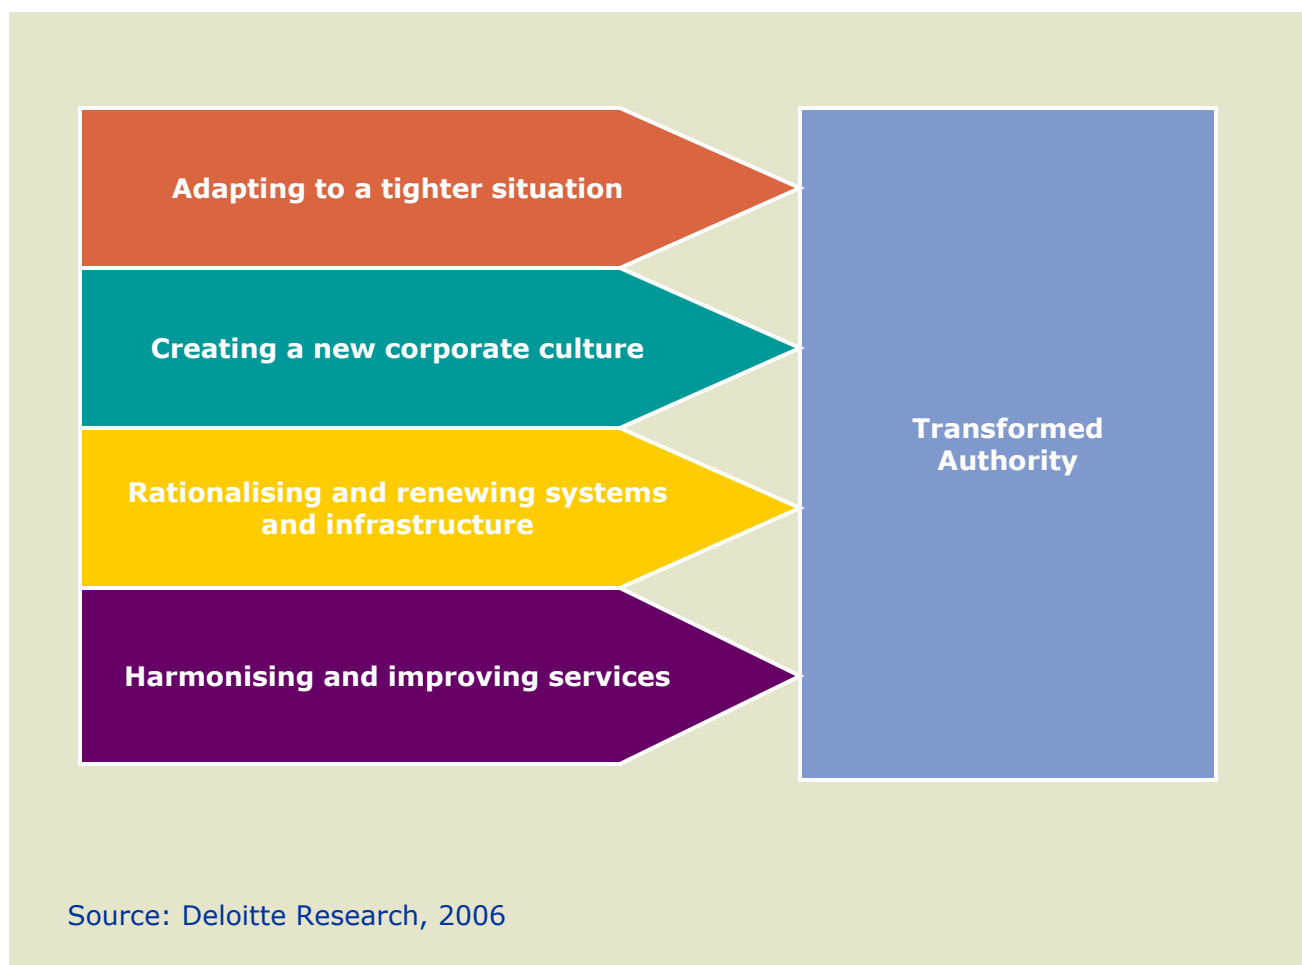 Adapting to a tighter situation
Creating a new corporate culture
Rationalising and renewing systems
and infrastructure
Harmonising and improving services
Transformed
Authority
Source: Deloitte Research, 2006